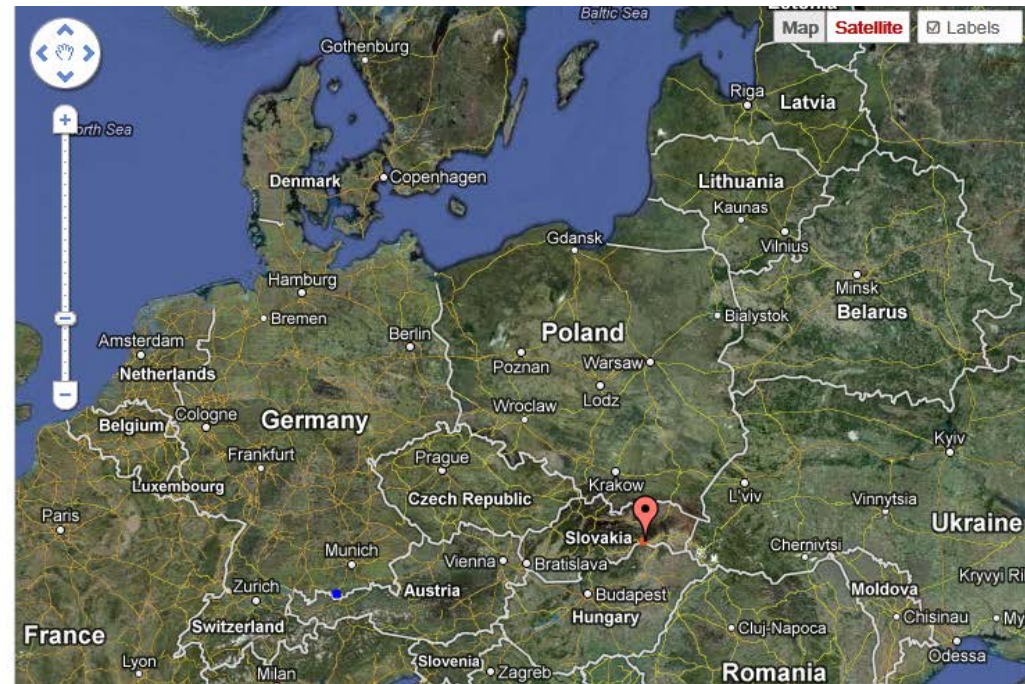 Baltic Sea
Estonia
Map
Satellite
Labels
Gothenburg
orth Sea
Riga
Latvia
Denmark
Copenhagen
Lithuania
Kaunas
Vilnius
Gdansk
Hamburg
Minsk
Belarus
Bremen
Bialystok
Berlin
Poland
Amsterdam
Netherlands
Poznan
Warsaw
Lodz
Wroclaw
Cologne
Belgium
Germany
Kyiv
Frankfurt
Prague
Krakow
L'viv
Luxembourg
Czech Republic
Vinnytsia
Paris
Ukraine
Slovakia
Chernivtsi
Munich
Vienna
Bratislava
Kryvyi Ri
Zurich
Austria
Budapest
Moldova
Hungary
Chisinau
My
Switzerland
Cluj-Napoca
France
Odessa
Lyon
Milan
Slovenia
Zagreb
Romania